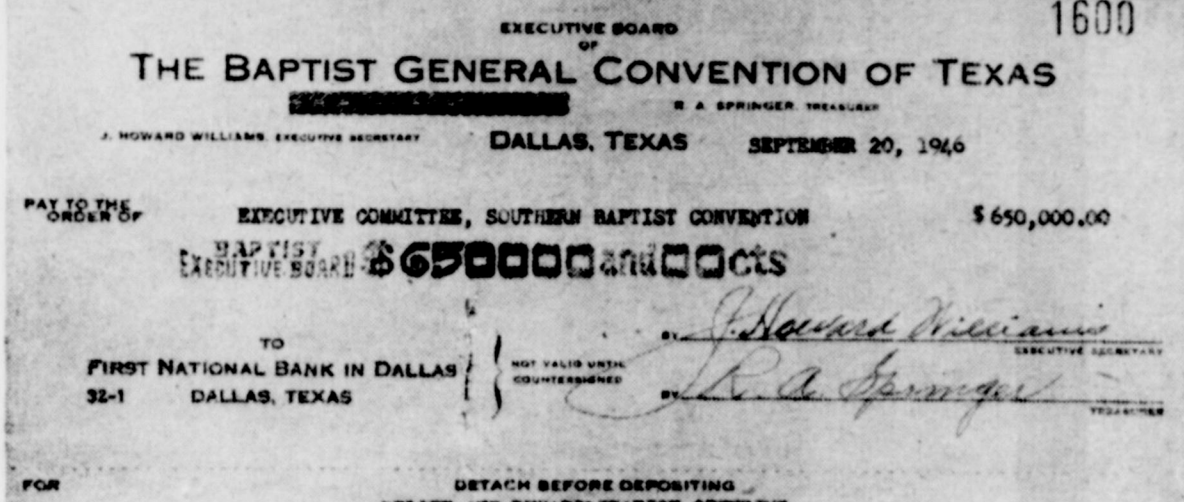 1600
EXECUTIVE BOARD
OF
THE BAPTIST GENERAL CONVENTION OF TEXAS
R. A. SPRINGER, TREASURER
J. HOWARD WILLIAMS, EXECUTIVE SECRETARY
DALLAS, TEXAS SEPTEMBER 20, 1946
PAY TO THE
ORDER OF EXECUTIVE COMMITTEE, SOUTHERN BAPTIST CONVENTION $650,000.00
BAPTIST
EXECUTIVE BOARD $650000 and 00 cts
BY J. Howard Williams
EXECUTIVE SECRETARY
TO
FIRST NATIONAL BANK IN DALLAS
32-1 DALLAS, TEXAS
NOT VALID UNTIL
COUNTERSIGNED
BY R. A. Springer
TREASURER
FOR DETACH BEFORE DEPOSITING